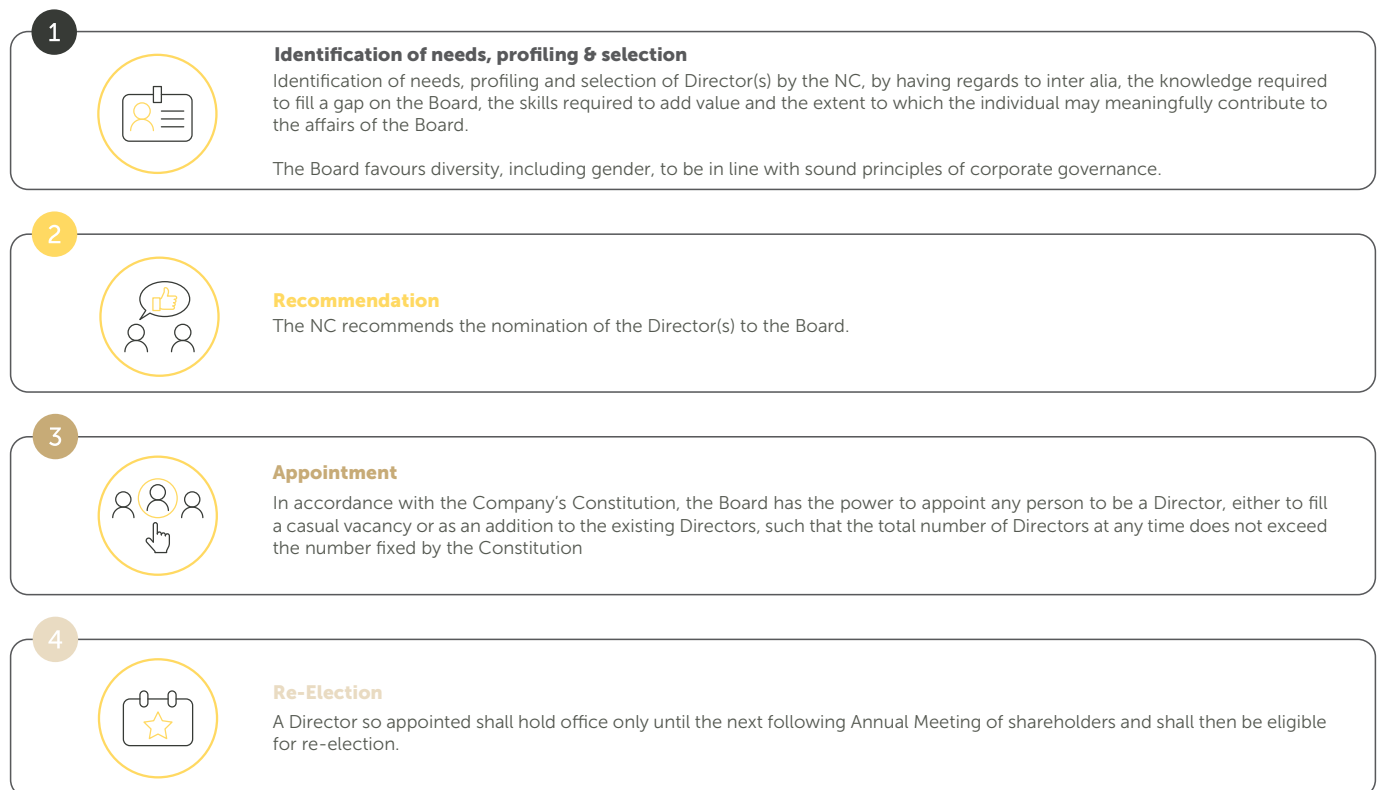 1
Identification of needs, profiling & selection
Identification of needs, profiling and selection of Director(s) by the NC, by having regards to inter alia, the knowledge required
to fill a gap on the Board, the skills required to add value and the extent to which the individual may meaningfully contribute to
the affairs of the Board.
The Board favours diversity, including gender, to be in line with sound principles of corporate governance.
2
Recommendation
The NC recommends the nomination of the Director(s) to the Board.
3
Appointment
In accordance with the Company’s Constitution, the Board has the power to appoint any person to be a Director, either to fill
a casual vacancy or as an addition to the existing Directors, such that the total number of Directors at any time does not exceed
the number fixed by the Constitution
4
Re-Election
A Director so appointed shall hold office only until the next following Annual Meeting of shareholders and shall then be eligible
for re-election.